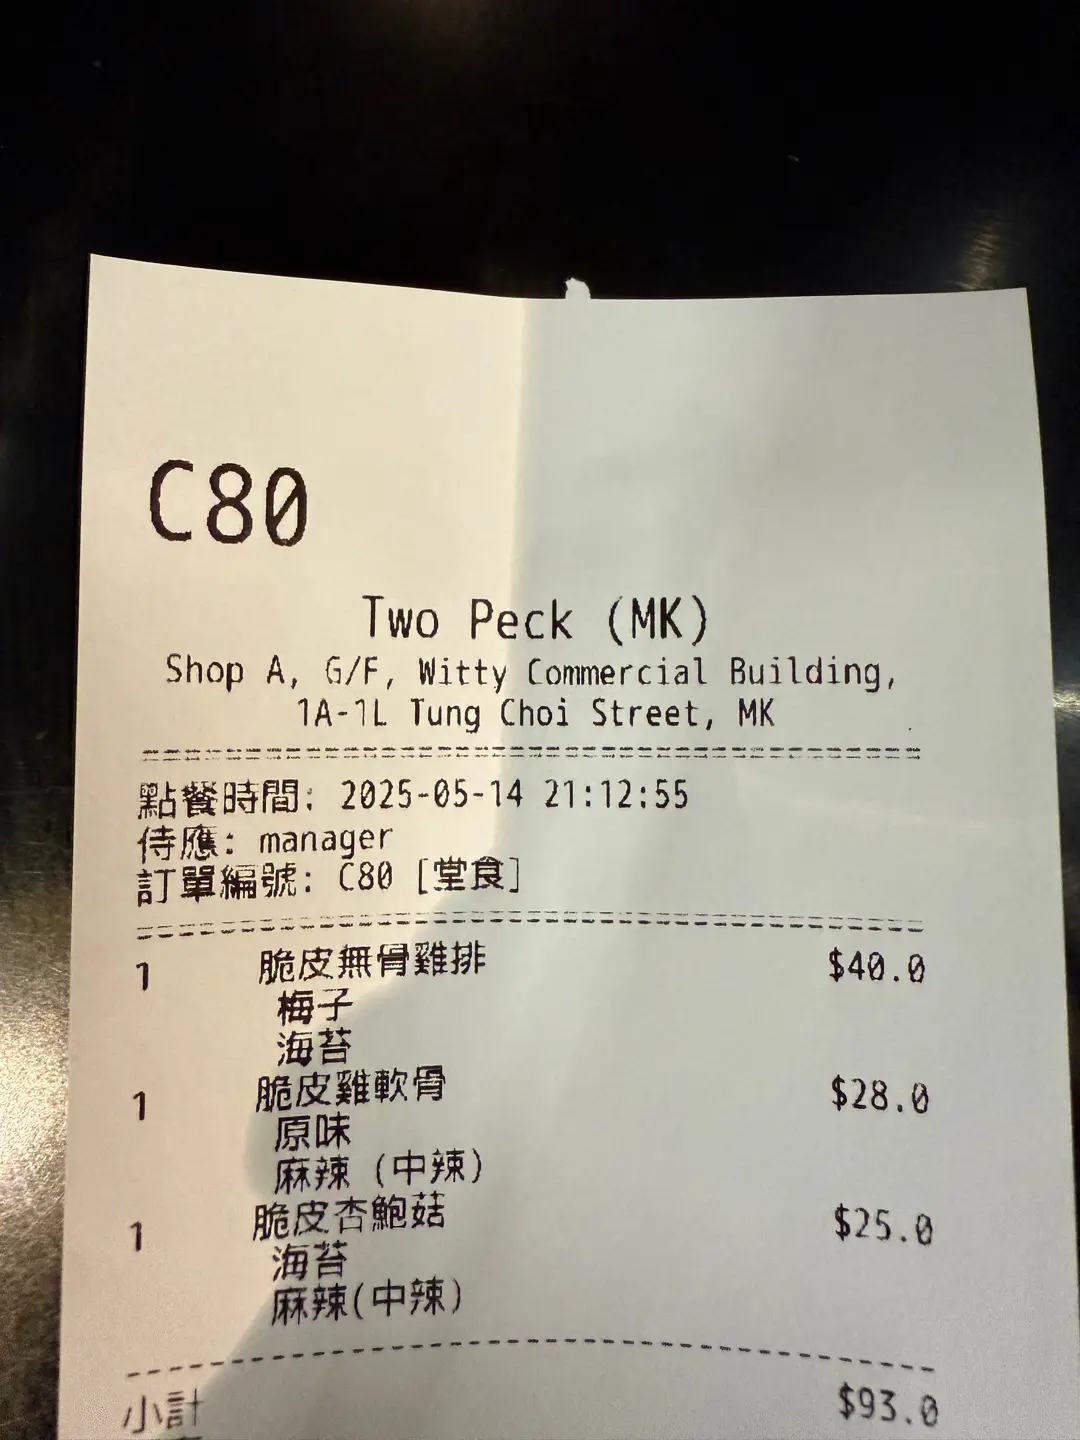 C80
Two Peck (MK)
Shop A, G/F, Witty Commercial Building,
1A-1L Tung Choi Street, MK
點餐時間: 2025-05-14 21:12:55
侍應: manager
訂單編號: C80 [堂食]
1 脆皮無骨雞排 $40.0
梅子
海苔
1 脆皮雞軟骨 $28.0
原味
麻辣 (中辣)
1 脆皮杏鮑菇 $25.0
海苔
麻辣(中辣)
小計 $93.0